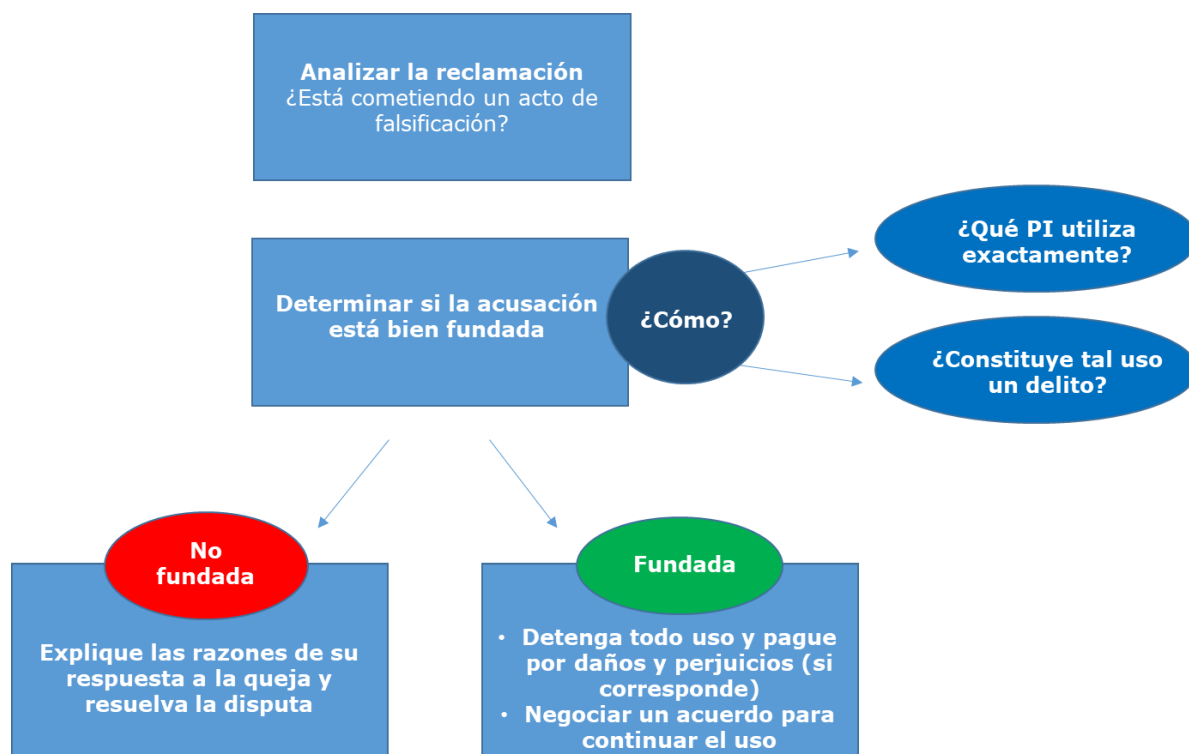 Analizar la reclamación
¿Está cometiendo un acto de
falsificación?
¿Qué PI utiliza
exactamente?
Determinar si la acusación
está bien fundada
¿Cómo?
¿Constituye tal uso
un delito?
No
fundada
Explique las razones de su
respuesta a la queja y
resuelva la disputa
Fundada
• Detenga todo uso y pague
por daños y perjuicios (si
corresponde)
• Negociar un acuerdo para
continuar el uso